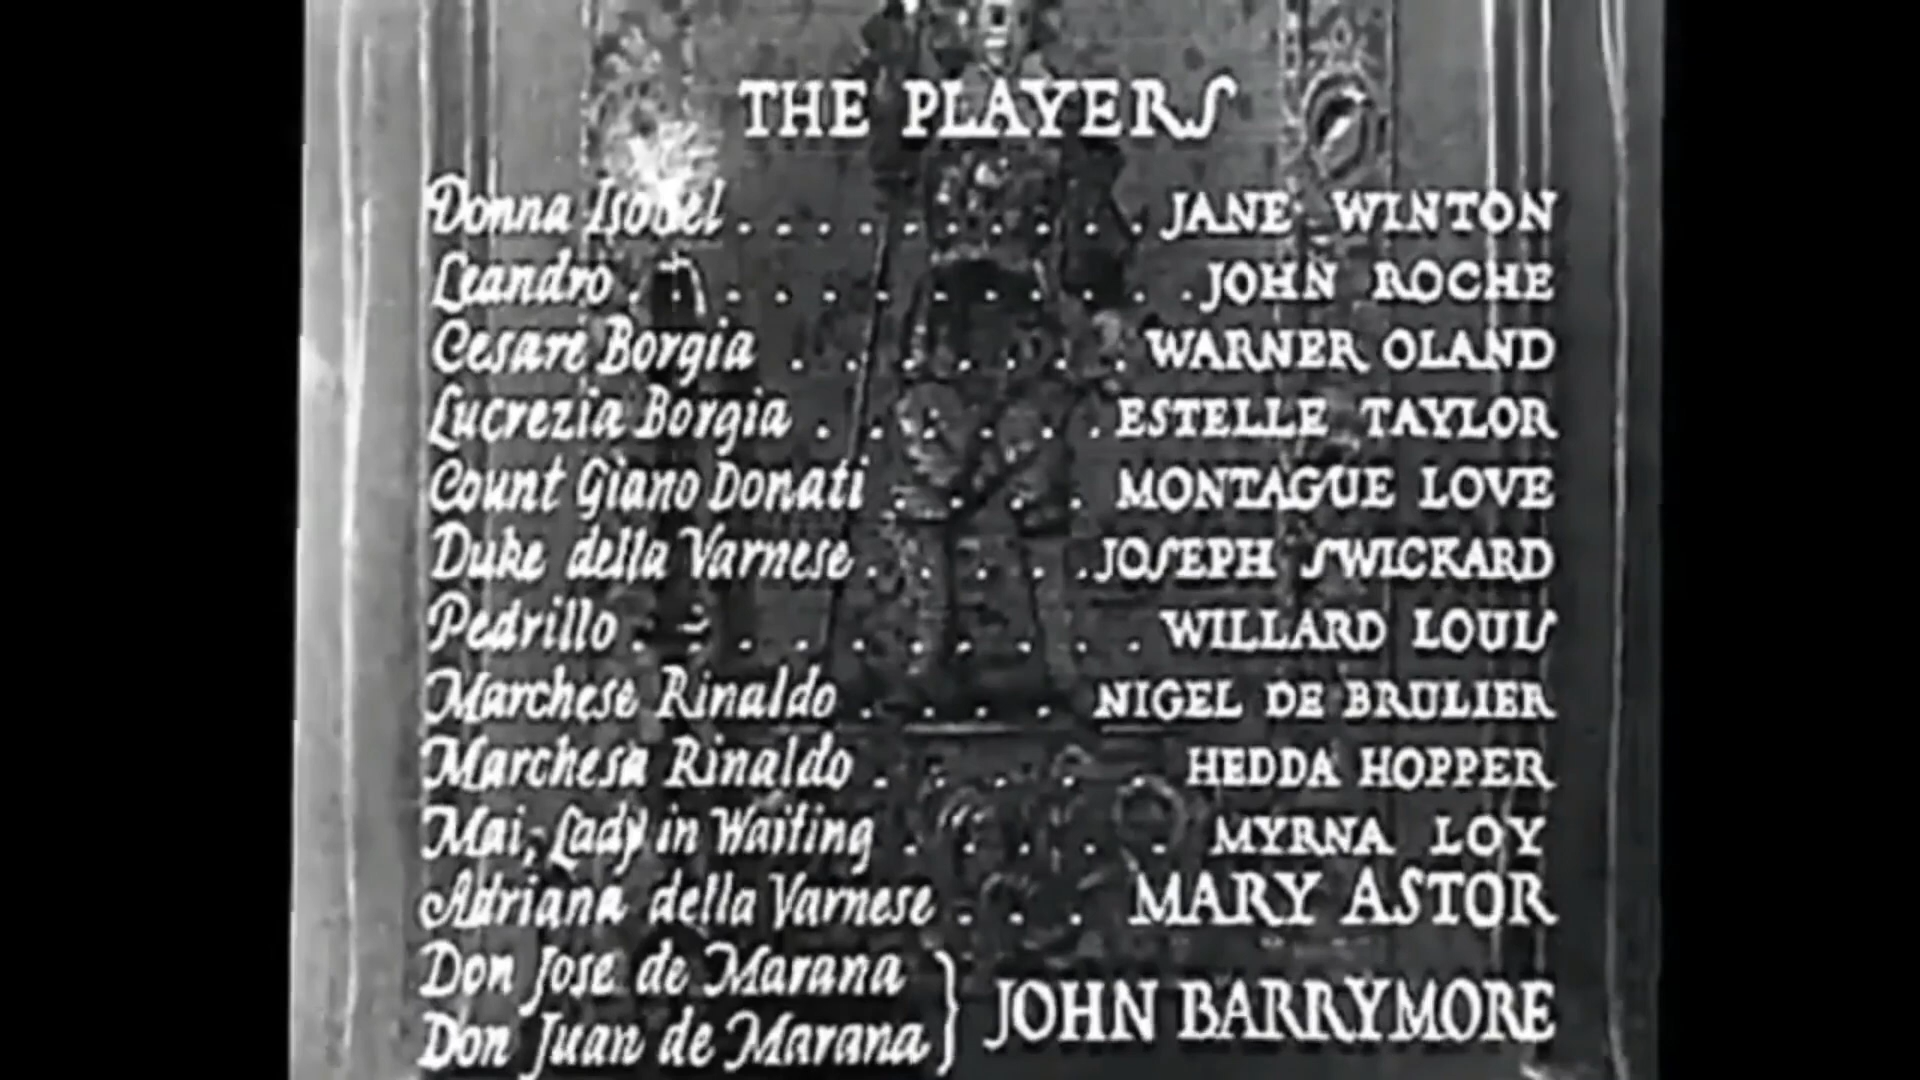 THE PLAYERS
Donna Isobel . . . . . . . . . . JANE WINTON
Leandro . . . . . . . . . . . . JOHN ROCHE
Cesare Borgia . . . . . . . WARNER OLAND
Lucrezia Borgia . . . . . . ESTELLE TAYLOR
Count Giano Donati . . . . MONTAGUE LOVE
Duke della Varnese . . . . . JOSEPH SWICKARD
Pedrillo . . . . . . . . . . WILLARD LOUIS
Marchese Rinaldo . . . . NIGEL DE BRULIER
Marchesa Rinaldo . . . . . HEDDA HOPPER
Mai, Lady in Waiting . . . . . MYRNA LOY
Adriana della Varnese . . . MARY ASTOR
Don Jose de Marana
Don Juan de Marana } JOHN BARRYMORE